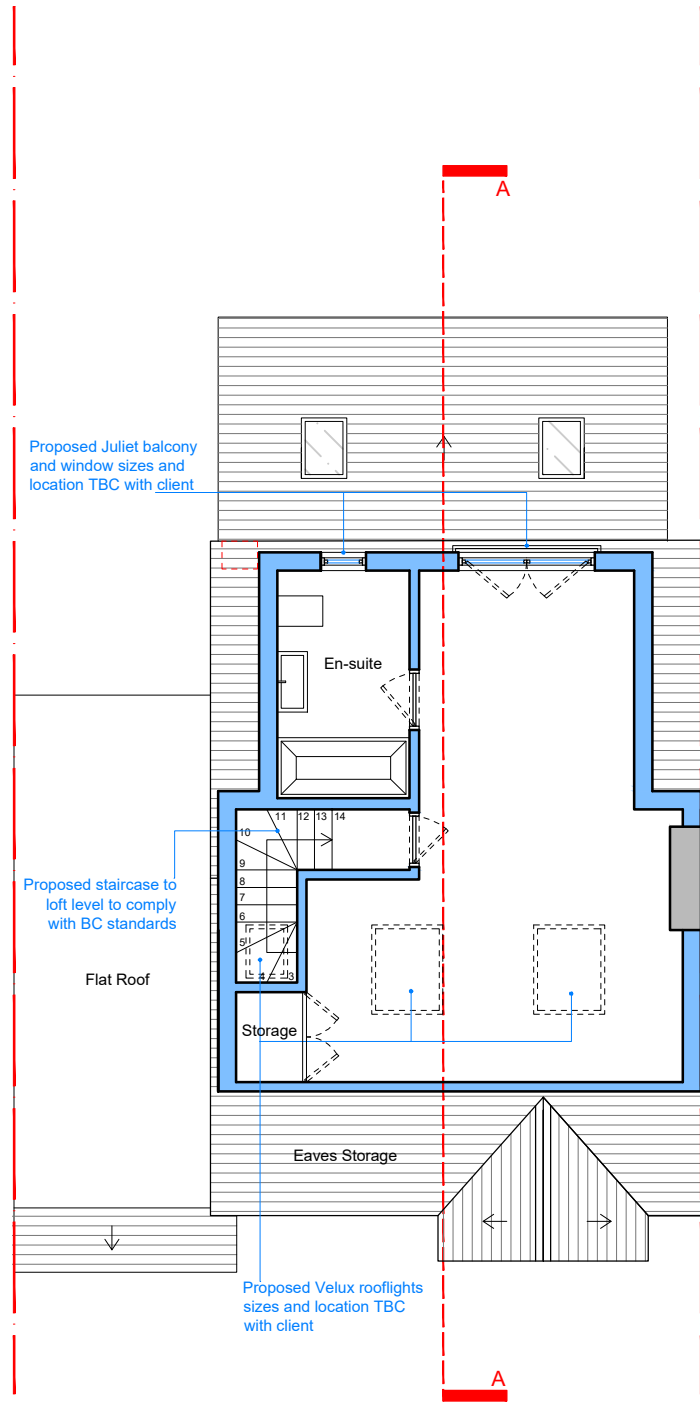 A
Proposed Juliet balcony
and window sizes and
location TBC with client
En-suite
11 12 13 14
10
9
8
7
6
5
4 3
Proposed staircase to
loft level to comply
with BC standards
Flat Roof
Storage
Eaves Storage
Proposed Velux rooflights
sizes and location TBC
with client
A